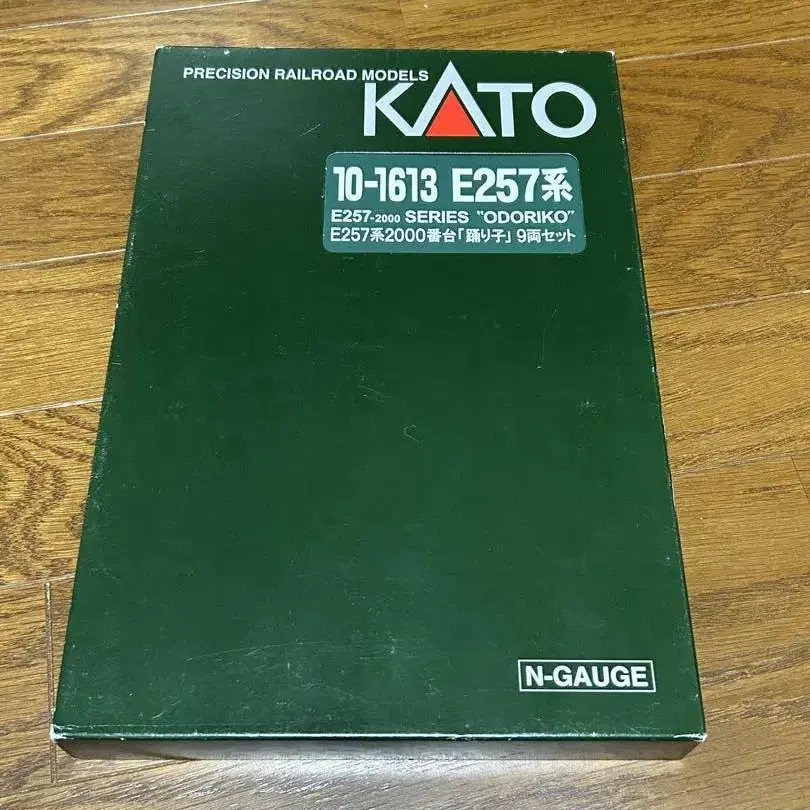 PRECISION RAILROAD MODELS
KATO
10-1613 E257系
E257-2000 SERIES "ODORIKO"
E257系2000番台「踊り子」9両セット
N-GAUGE